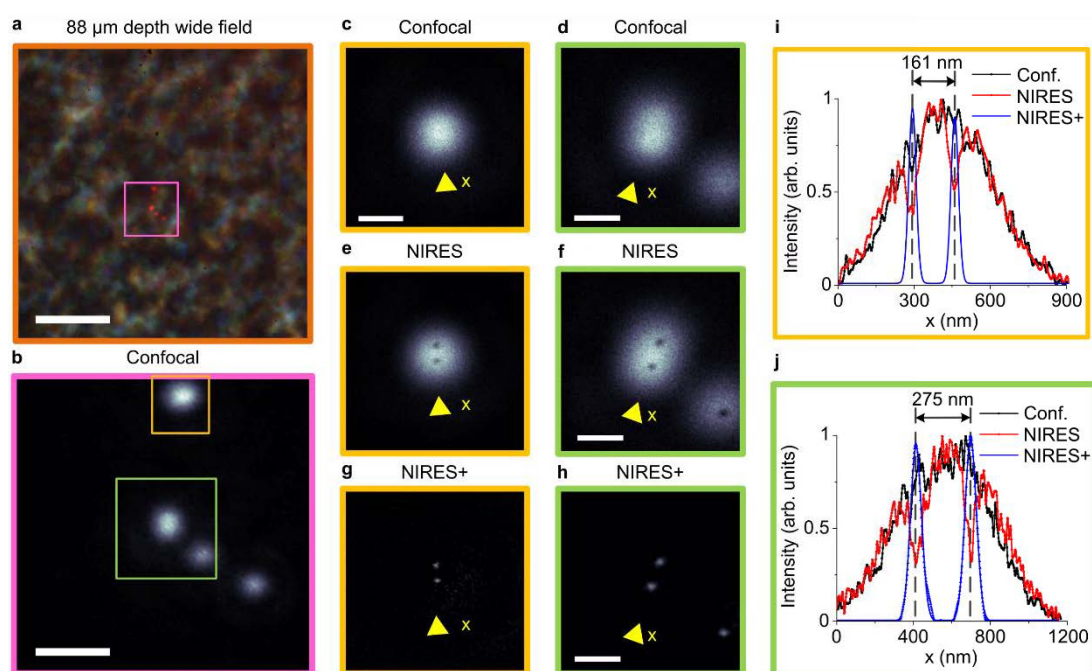 a 88 µm depth wide field
b Confocal
c Confocal
x
d Confocal
x
e NIRES
x
f NIRES
x
g NIRES+
x
h NIRES+
x
i
161 nm
Conf.
NIRES
NIRES+
Intensity (arb. units)
1
0.5
0
0 300 600 900
x (nm)
j
275 nm
Conf.
NIRES
NIRES+
Intensity (arb. units)
1
0.5
0
0 400 800 1200
x (nm)